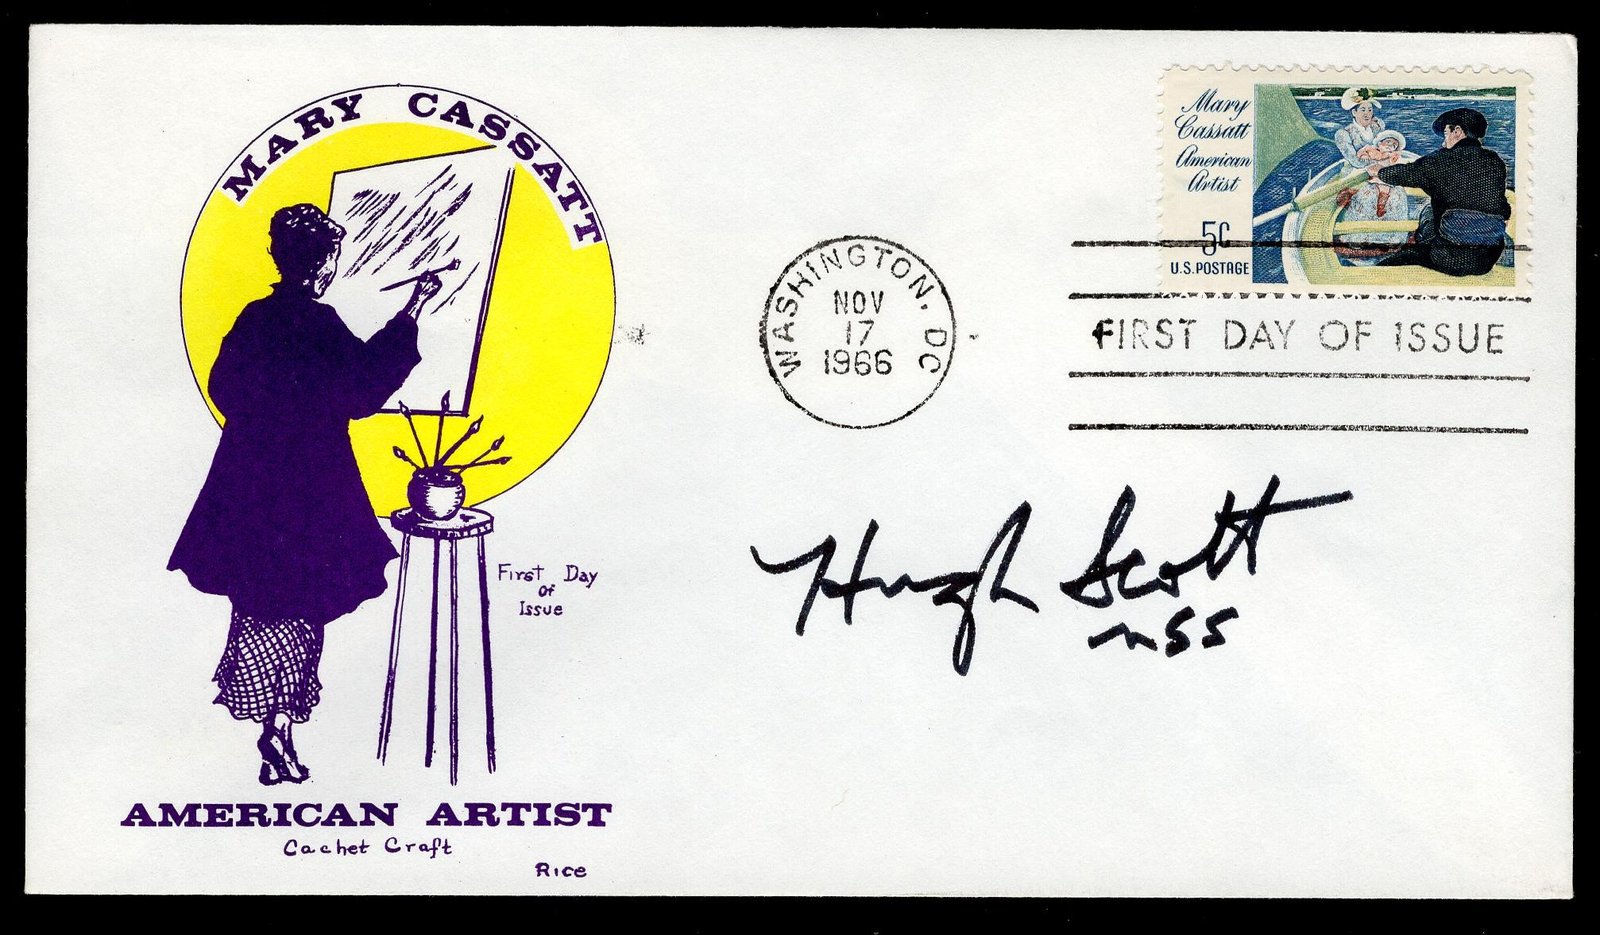 MARY CASSATT
First Day
Of
Issue
AMERICAN ARTIST
Cachet Craft
Rice
WASHINGTON, DC
NOV
17
1966
Mary
Cassatt
American
Artist
5c
U.S. POSTAGE
FIRST DAY OF ISSUE
Hugh Scott